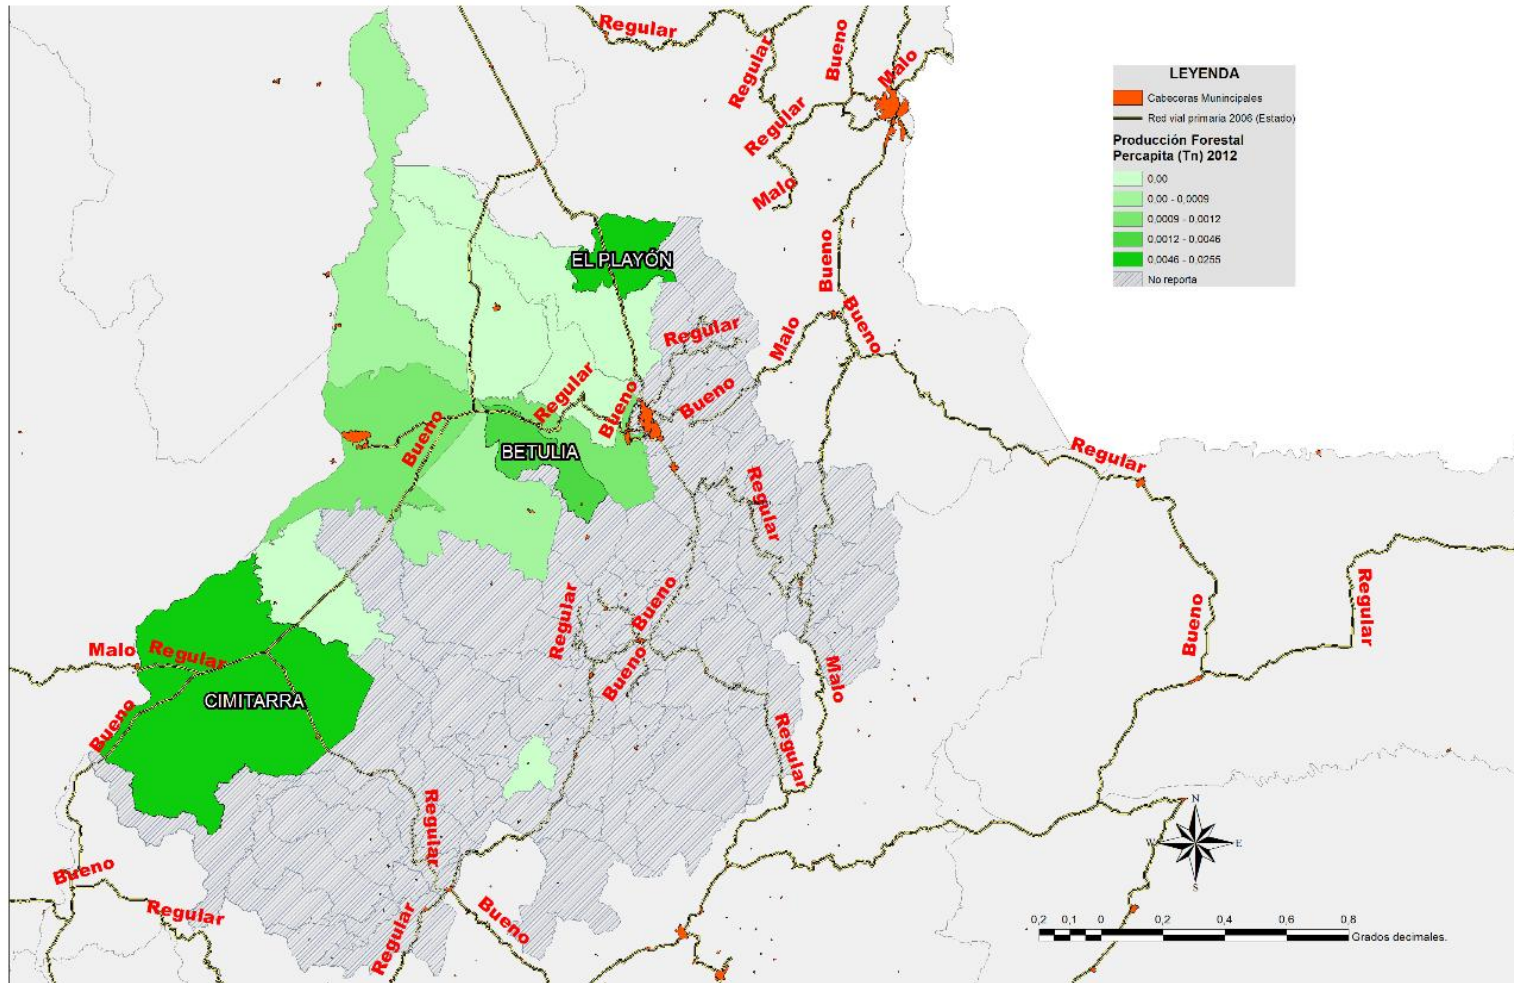 Regular
Regular
Bueno
Malo
Regular
Malo
LEYENDA
Cabeceras Munincipales
Red vial primaria 2006 (Estado)
Producción Forestal
Percapita (Tn) 2012
0,00
0,00 - 0,0009
0,0009 - 0,0012
0,0012 - 0,0046
0,0046 - 0,0255
No reporta
EL PLAYÓN
Bueno
Bueno
Regular
Malo
Regular
Bueno
Bueno
Bueno
BETULIA
Regular
Regular
Regular
Bueno
Regular
Bueno
Regular
Malo
Regular
Bueno
Malo
CIMITARRA
Bueno
Regular
Regular
Bueno
Regular
Regular
Bueno
N
W
E
S
0,2 0,1 0 0,2 0,4 0,6 0,8
Grados decimales.